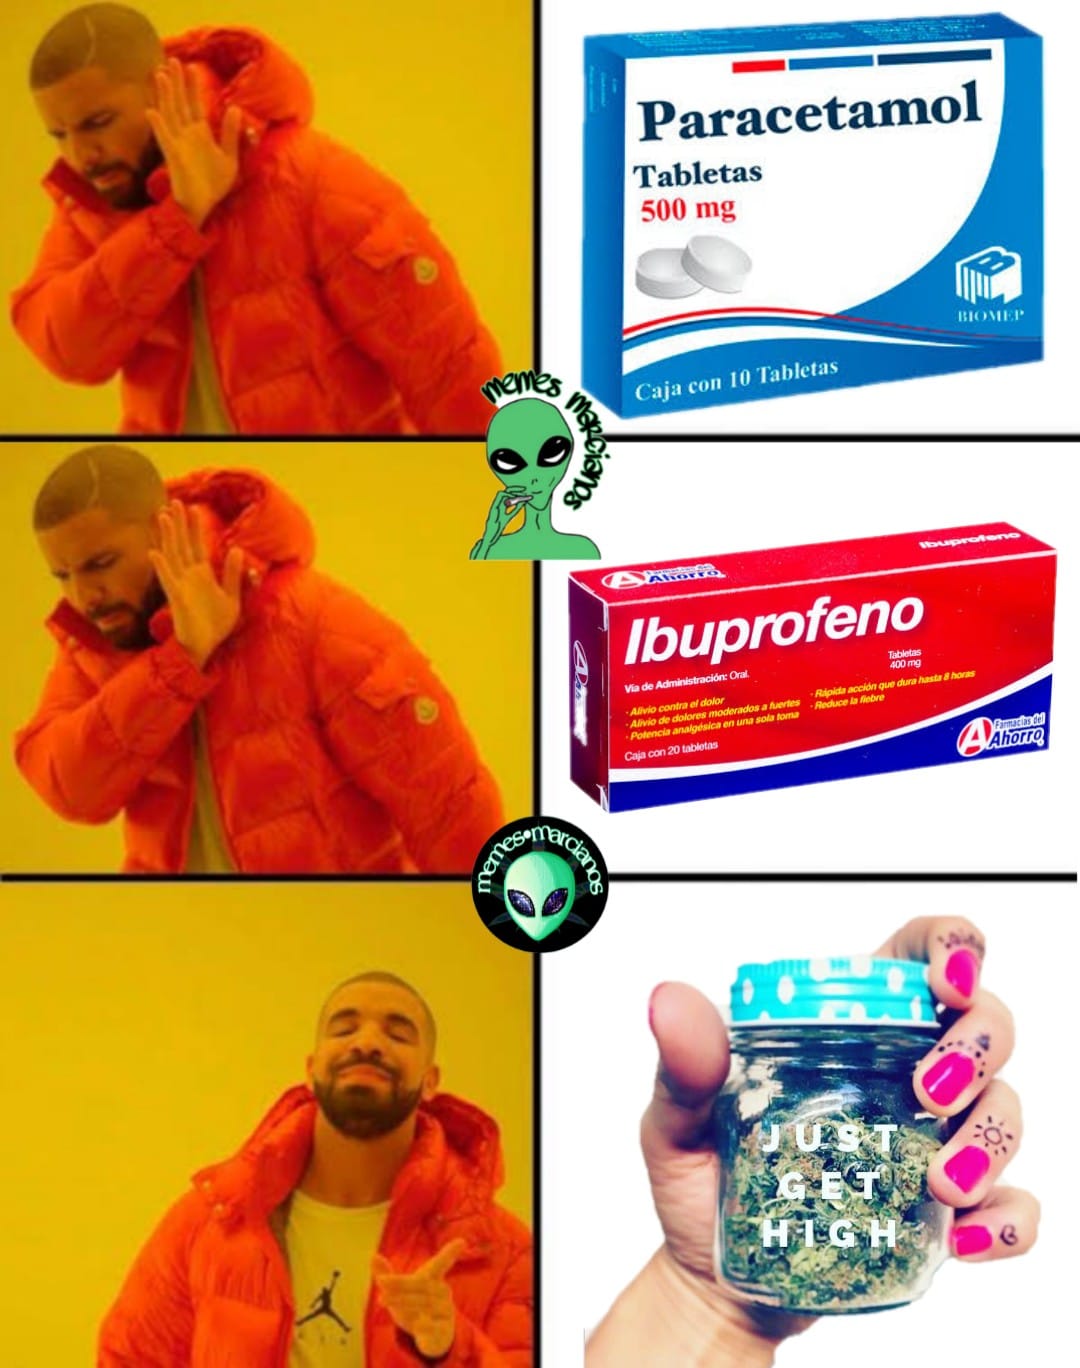 Paracetamol
Tabletas
500 mg
BIOMEP
Caja con 10 Tabletas
memes marcianos
Ibuprofeno
Farmacias del
Ahorro
Ibuprofeno
Tabletas
400 mg
Vía de Administración: Oral.
· Alivio contra el dolor
· Alivio de dolores moderados a fuertes
· Potencia analgésica en una sola toma
· Rápida acción que dura hasta 8 horas
· Reduce la fiebre
Caja con 20 tabletas
Farmacias del
Ahorro
memes•marcianos
JUST
GET
HIGH